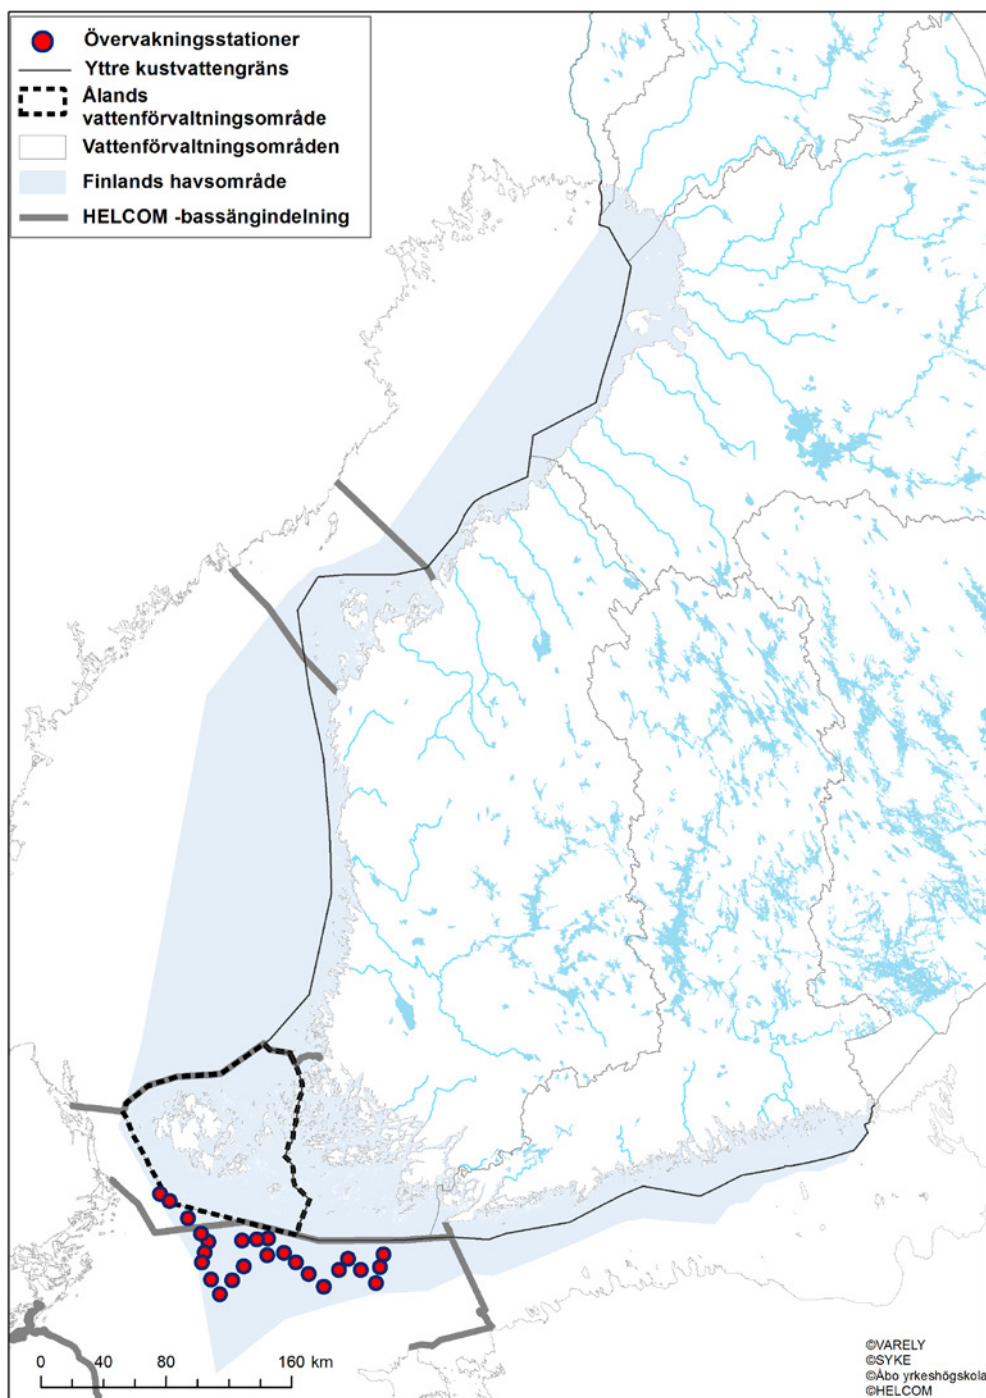 Övervakningsstationer
Yttre kustvattengräns
Ålands
vattenförvaltningsområde
Vattenförvaltningsområden
Finlands havsområde
HELCOM -bassängindelning
0 40 80 160 km
©VARELY
©SYKE
©Åbo yrkeshögskola
©HELCOM